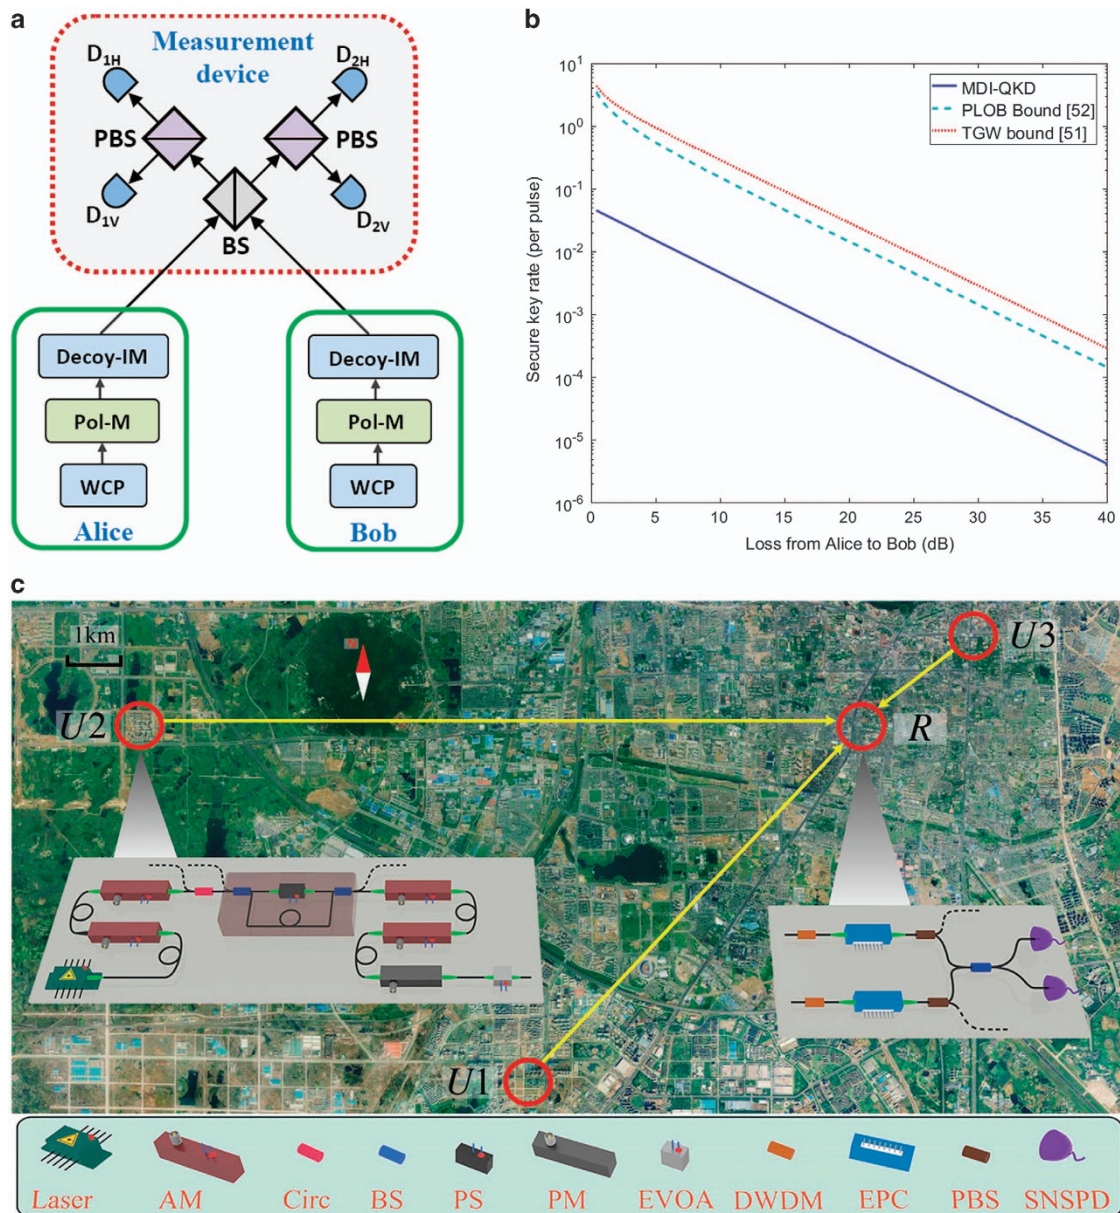 a
Measurement
device
D1H
D2H
PBS
PBS
D1V
D2V
BS
Decoy-IM
Decoy-IM
Pol-M
Pol-M
WCP
WCP
Alice
Bob
b
10^1
10^0
10^-1
10^-2
10^-3
10^-4
10^-5
10^-6
Secure key rate (per pulse)
MDI-QKD
PLOB Bound [52]
TGW bound [51]
0 5 10 15 20 25 30 35 40
Loss from Alice to Bob (dB)
c
1km
U3
U2
R
U1
Laser AM Circ BS PS PM EVOA DWDM EPC PBS SNSPD